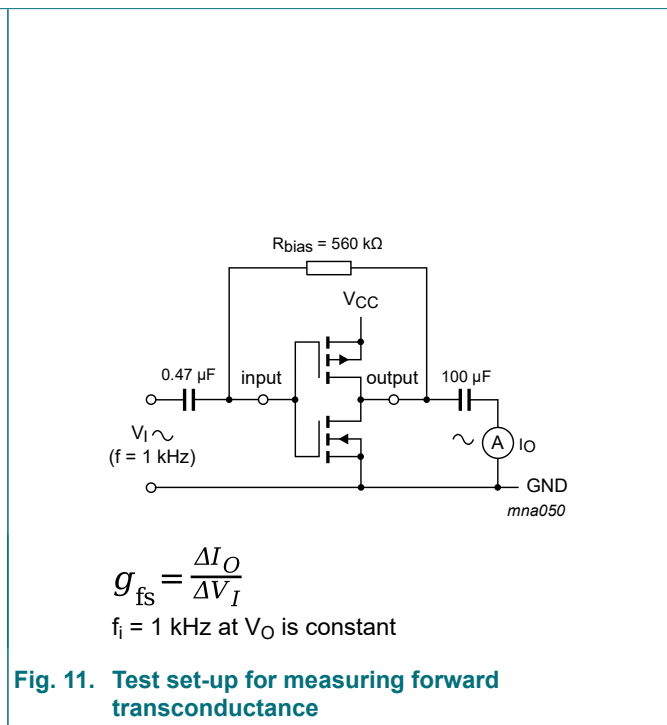 Rbias = 560 kΩ
VCC
0.47 µF
input
output
100 µF
VI
(f = 1 kHz)
A
IO
GND
mna050
gfs = ΔIO / ΔVI
fi = 1 kHz at VO is constant
Fig. 11. Test set-up for measuring forward
transconductance